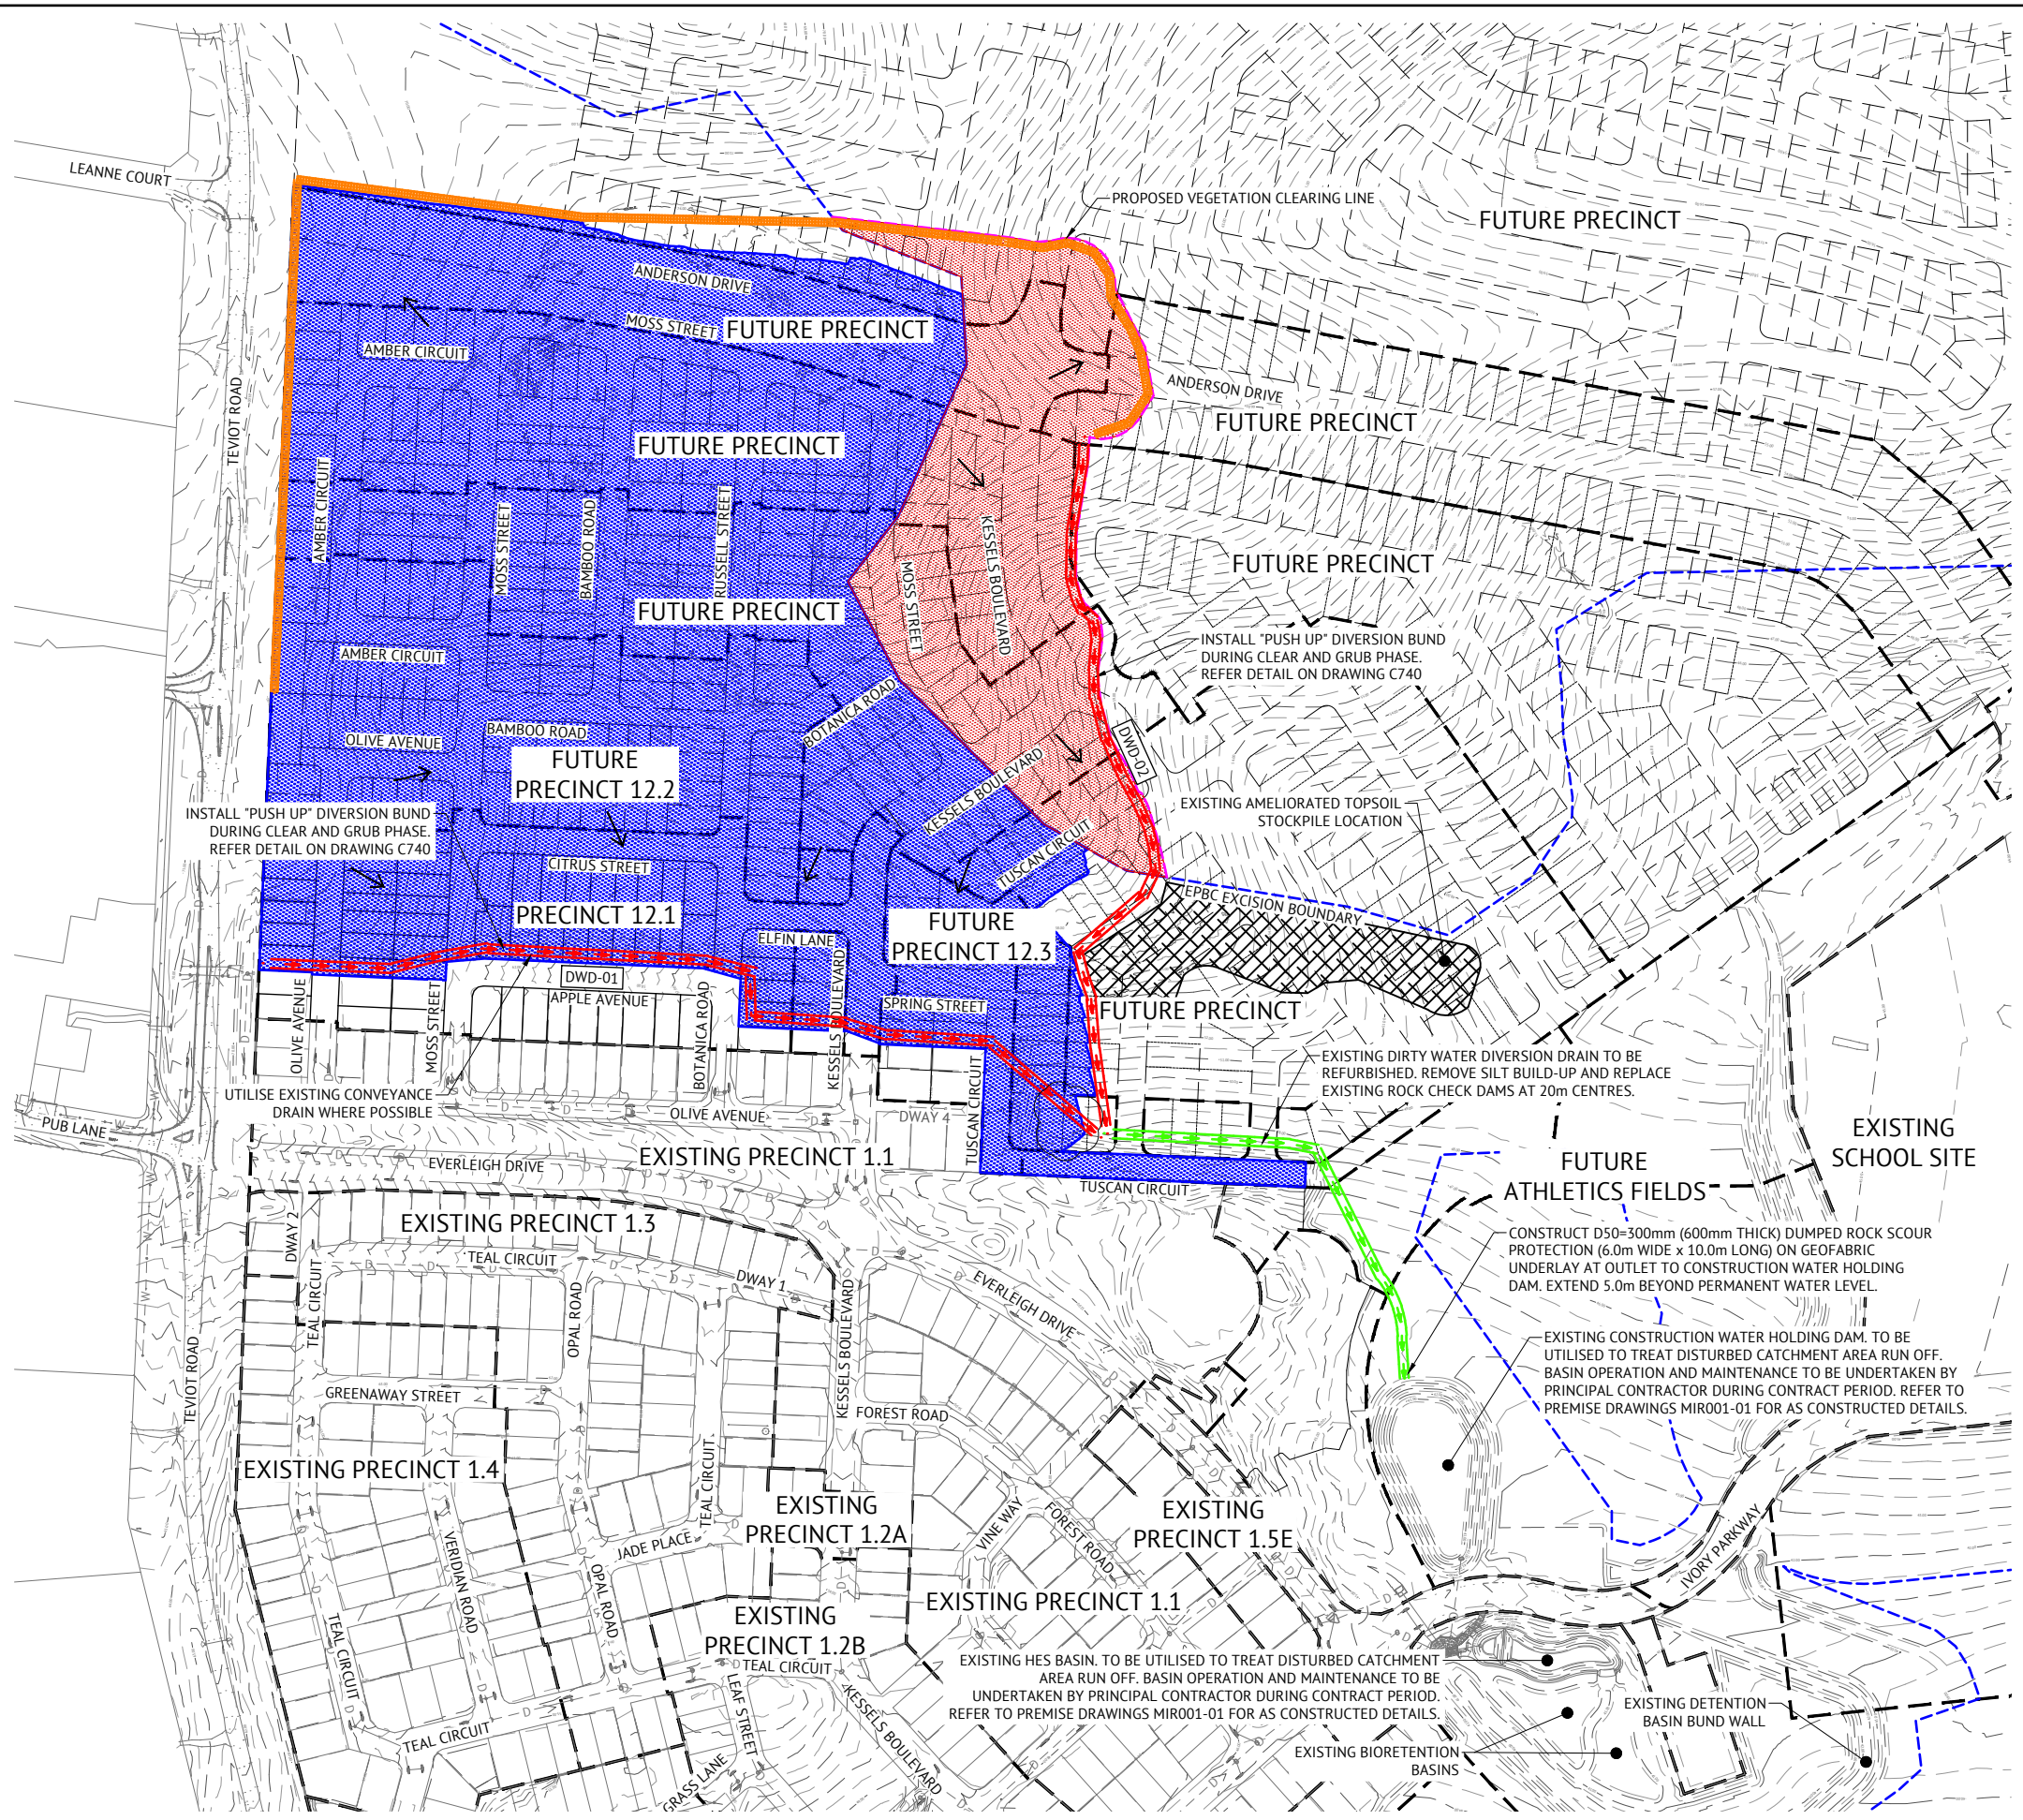 LEANNE COURT
PROPOSED VEGETATION CLEARING LINE
FUTURE PRECINCT
ANDERSON DRIVE
MOSS STREET
FUTURE PRECINCT
AMBER CIRCUIT
TEVIOT ROAD
ANDERSON DRIVE
FUTURE PRECINCT
FUTURE PRECINCT
AMBER CIRCUIT
MOSS STREET
BAMBOO ROAD
RUSSELL STREET
KESSELS BOULEVARD
MOSS STREET
FUTURE PRECINCT
FUTURE PRECINCT
INSTALL "PUSH UP" DIVERSION BUND
DURING CLEAR AND GRUB PHASE.
REFER DETAIL ON DRAWING C740
AMBER CIRCUIT
BOTANICA ROAD
BAMBOO ROAD
OLIVE AVENUE
FUTURE
PRECINCT 12.2
DWD-02
KESSELS BOULEVARD
INSTALL "PUSH UP" DIVERSION BUND
DURING CLEAR AND GRUB PHASE.
REFER DETAIL ON DRAWING C740
EXISTING AMELIORATED TOPSOIL
STOCKPILE LOCATION
TUSCAN CIRCUIT
CITRUS STREET
EPBC EXCISION BOUNDARY
PRECINCT 12.1
FUTURE
PRECINCT 12.3
ELFIN LANE
DWD-01
APPLE AVENUE
OLIVE AVENUE
MOSS STREET
BOTANICA ROAD
KESSELS BOULEVARD
SPRING STREET
FUTURE PRECINCT
TUSCAN CIRCUIT
EXISTING DIRTY WATER DIVERSION DRAIN TO BE
REFURBISHED. REMOVE SILT BUILD-UP AND REPLACE
EXISTING ROCK CHECK DAMS AT 20m CENTRES.
UTILISE EXISTING CONVEYANCE
DRAIN WHERE POSSIBLE
OLIVE AVENUE
DWAY 4
PUB LANE
EXISTING PRECINCT 1.1
EVERLEIGH DRIVE
TUSCAN CIRCUIT
EXISTING
SCHOOL SITE
FUTURE
ATHLETICS FIELDS
EXISTING PRECINCT 1.3
DWAY 2
TEAL CIRCUIT
DWAY 1
EVERLEIGH DRIVE
CONSTRUCT D50=300mm (600mm THICK) DUMPED ROCK SCOUR
PROTECTION (6.0m WIDE x 10.0m LONG) ON GEOFABRIC
UNDERLAY AT OUTLET TO CONSTRUCTION WATER HOLDING
DAM. EXTEND 5.0m BEYOND PERMANENT WATER LEVEL.
TEAL CIRCUIT
OPAL ROAD
KESSELS BOULEVARD
TEVIOT ROAD
EXISTING CONSTRUCTION WATER HOLDING DAM. TO BE
UTILISED TO TREAT DISTURBED CATCHMENT AREA RUN OFF.
BASIN OPERATION AND MAINTENANCE TO BE UNDERTAKEN BY
PRINCIPAL CONTRACTOR DURING CONTRACT PERIOD. REFER TO
PREMISE DRAWINGS MIR001-01 FOR AS CONSTRUCTED DETAILS.
GREENAWAY STREET
FOREST ROAD
EXISTING PRECINCT 1.4
TEAL CIRCUIT
EXISTING
PRECINCT 1.2A
EXISTING
PRECINCT 1.5E
VERIDIAN ROAD
JADE PLACE
VINE WAY
FOREST ROAD
IVORY PARKWAY
OPAL ROAD
EXISTING PRECINCT 1.1
EXISTING
PRECINCT 1.2B
TEAL CIRCUIT
TEAL CIRCUIT
EXISTING HES BASIN. TO BE UTILISED TO TREAT DISTURBED CATCHMENT
AREA RUN OFF. BASIN OPERATION AND MAINTENANCE TO BE
UNDERTAKEN BY PRINCIPAL CONTRACTOR DURING CONTRACT PERIOD.
REFER TO PREMISE DRAWINGS MIR001-01 FOR AS CONSTRUCTED DETAILS.
LEAF STREET
KESSELS BOULEVARD
EXISTING DETENTION
BASIN BUND WALL
TEAL CIRCUIT
GRASS LANE
EXISTING BIORETENTION
BASINS